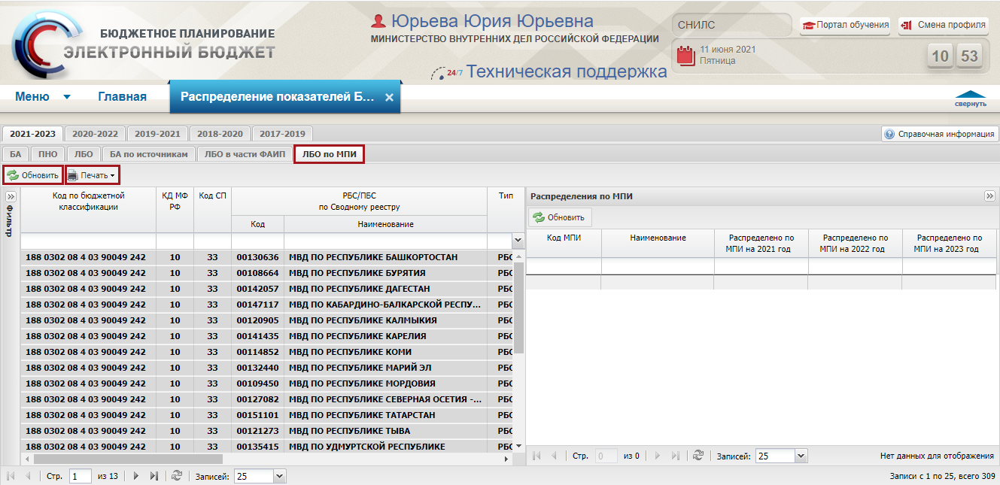 БЮДЖЕТНОЕ ПЛАНИРОВАНИЕ
ЭЛЕКТРОННЫЙ БЮДЖЕТ
Юрьева Юрия Юрьевна
МИНИСТЕРСТВО ВНУТРЕННИХ ДЕЛ РОССИЙСКОЙ ФЕДЕРАЦИИ
24/7 Техническая поддержка
СНИЛС
Портал обучения
Смена профиля
11 июня 2021
Пятница
10 53
Меню Главная Распределение показателей Б... ×
свернуть
2021-2023 2020-2022 2019-2021 2018-2020 2017-2019
Справочная информация
БА ПНО ЛБО БА по источникам ЛБО в части ФАИП ЛБО по МПИ
Обновить Печать
Фильтр
Код по бюджетной классификации
КД МФ РФ
Код СП
РБС/ПБС
по Сводному реестру
Тип
Код Наименование
188 0302 08 4 03 90049 242 10 33 00130636 МВД ПО РЕСПУБЛИКЕ БАШКОРТОСТАН РБС
188 0302 08 4 03 90049 242 10 33 00108664 МВД ПО РЕСПУБЛИКЕ БУРЯТИЯ РБС
188 0302 08 4 03 90049 242 10 33 00142057 МВД ПО РЕСПУБЛИКЕ ДАГЕСТАН РБС
188 0302 08 4 03 90049 242 10 33 00147117 МВД ПО КАБАРДИНО-БАЛКАРСКОЙ РЕСПУ... РБС
188 0302 08 4 03 90049 242 10 33 00120905 МВД ПО РЕСПУБЛИКЕ КАЛМЫКИЯ РБС
188 0302 08 4 03 90049 242 10 33 00141435 МВД ПО РЕСПУБЛИКЕ КАРЕЛИЯ РБС
188 0302 08 4 03 90049 242 10 33 00114852 МВД ПО РЕСПУБЛИКЕ КОМИ РБС
188 0302 08 4 03 90049 242 10 33 00132440 МВД ПО РЕСПУБЛИКЕ МАРИЙ ЭЛ РБС
188 0302 08 4 03 90049 242 10 33 00109450 МВД ПО РЕСПУБЛИКЕ МОРДОВИЯ РБС
188 0302 08 4 03 90049 242 10 33 00127082 МВД ПО РЕСПУБЛИКЕ СЕВЕРНАЯ ОСЕТИЯ -... РБС
188 0302 08 4 03 90049 242 10 33 00151101 МВД ПО РЕСПУБЛИКЕ ТАТАРСТАН РБС
188 0302 08 4 03 90049 242 10 33 00121273 МВД ПО РЕСПУБЛИКЕ ТЫВА РБС
188 0302 08 4 03 90049 242 10 33 00135415 МВД ПО УДМУРТСКОЙ РЕСПУБЛИКЕ РБС
Стр. 1 из 13 Записей: 25
Распределения по МПИ
Обновить
Код МПИ
Наименование
Распределено по МПИ на 2021 год
Распределено по МПИ на 2022 год
Распределено по МПИ на 2023 год
Стр. 0 из 0 Записей: 25 Нет данных для отображения
Записи с 1 по 25, всего 309